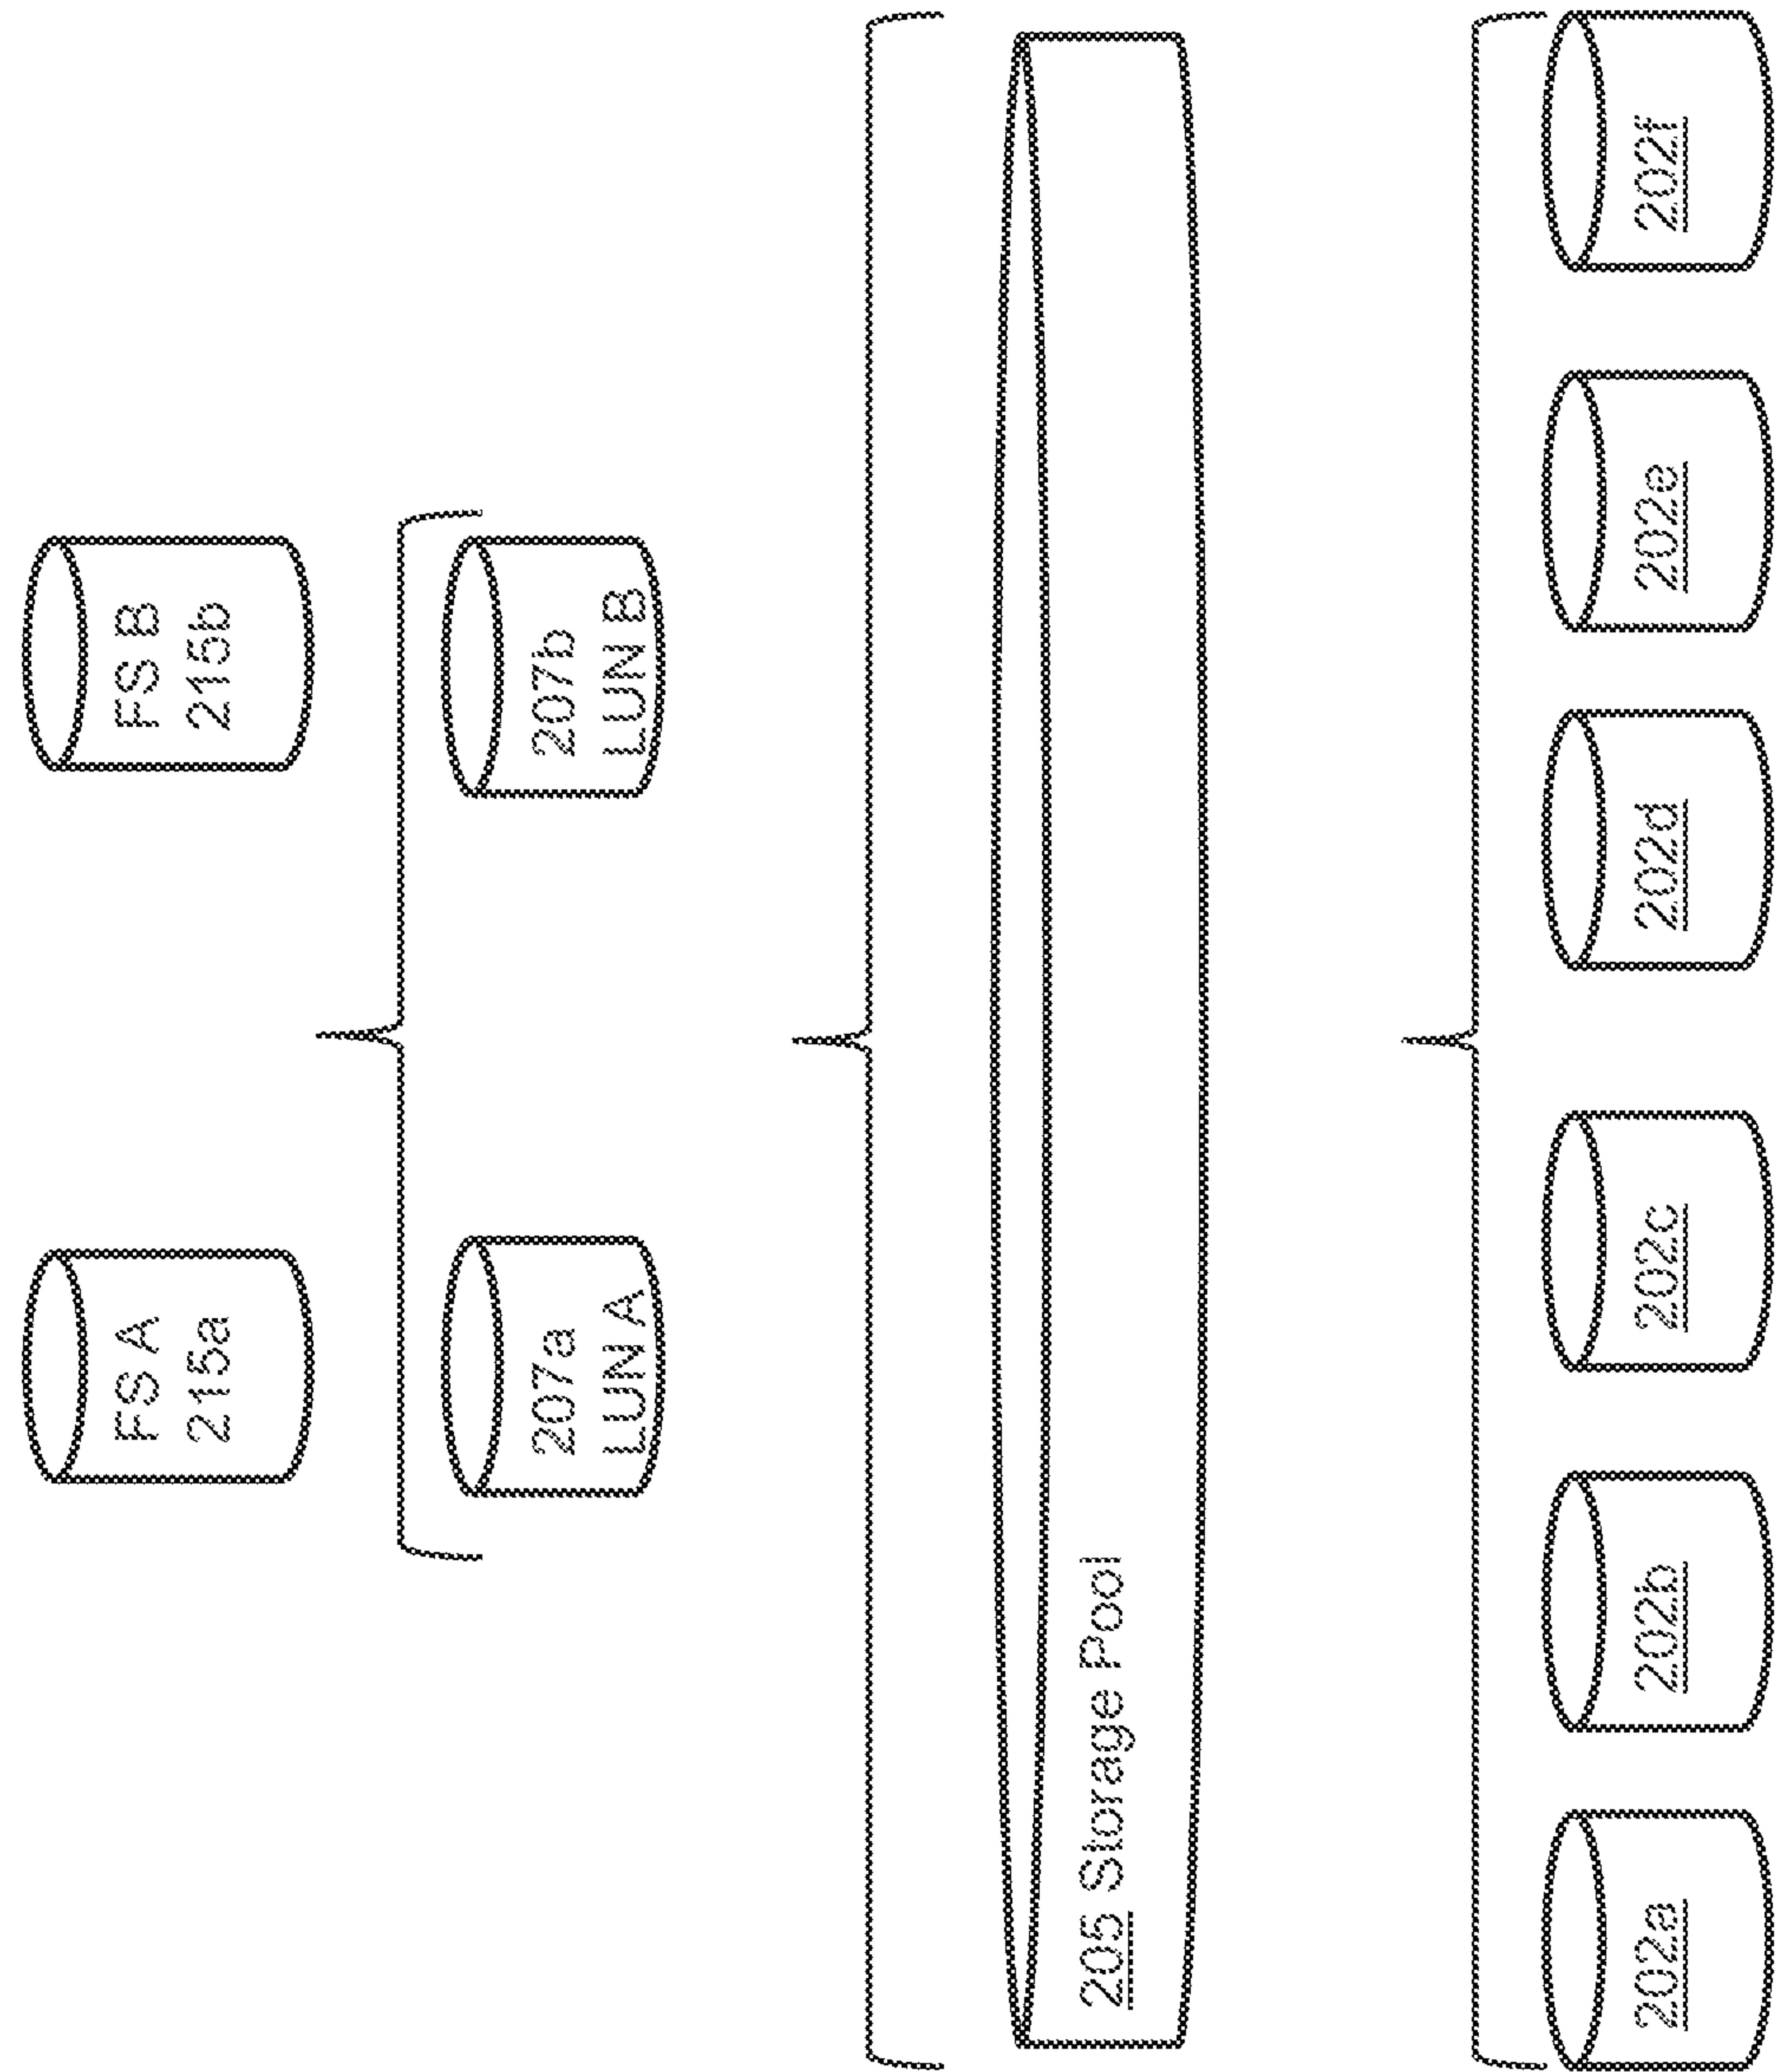 FS A
215a
FS B
215b
207a
LUN A
207b
LUN B
205 Storage Pool
202a
202b
202c
202d
202e
202f